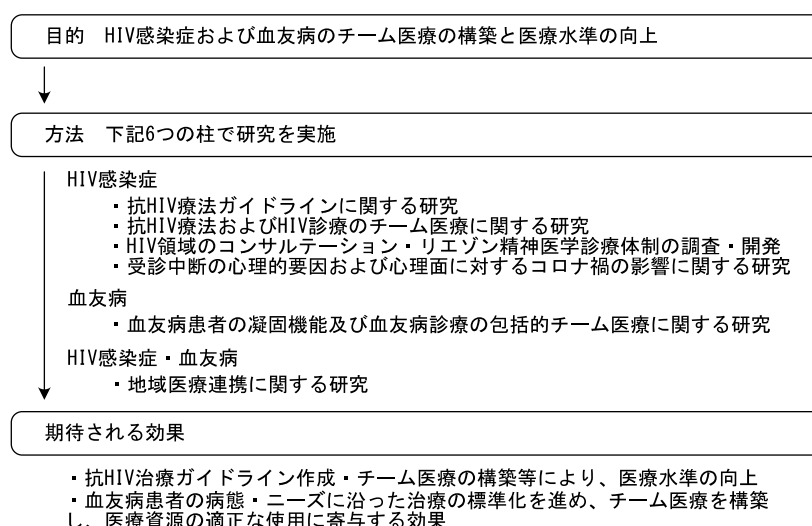 目的　HIV感染症および血友病のチーム医療の構築と医療水準の向上
方法　下記6つの柱で研究を実施
HIV感染症
・抗HIV療法ガイドラインに関する研究
・抗HIV療法およびHIV診療のチーム医療に関する研究
・HIV領域のコンサルテーション・リエゾン精神医学診療体制の調査・開発
・受診中断の心理的要因および心理面に対するコロナ禍の影響に関する研究
血友病
・血友病患者の凝固機能及び血友病診療の包括的チーム医療に関する研究
HIV感染症・血友病
・地域医療連携に関する研究
期待される効果
・抗HIV治療ガイドライン作成・チーム医療の構築等により、医療水準の向上
・血友病患者の病態・ニーズに沿った治療の標準化を進め、チーム医療を構築
し、医療資源の適正な使用に寄与する効果